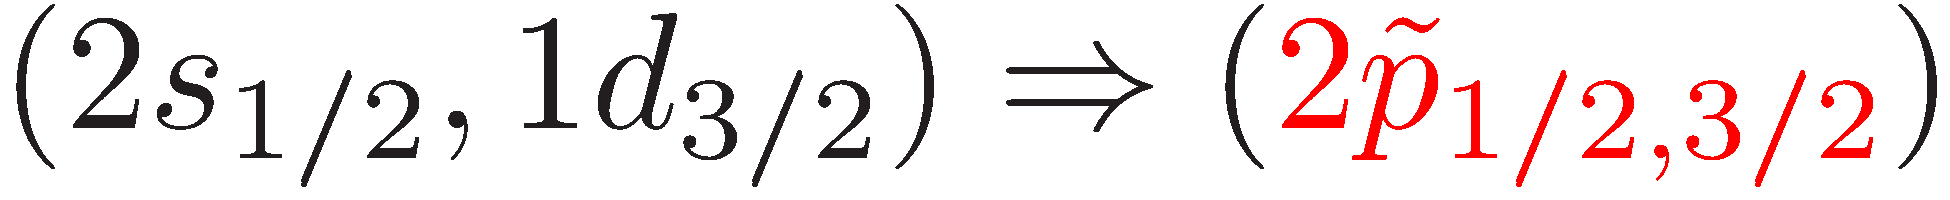 (2s_{1/2}, 1d_{3/2}) ⇒ (2p̃_{1/2,3/2})